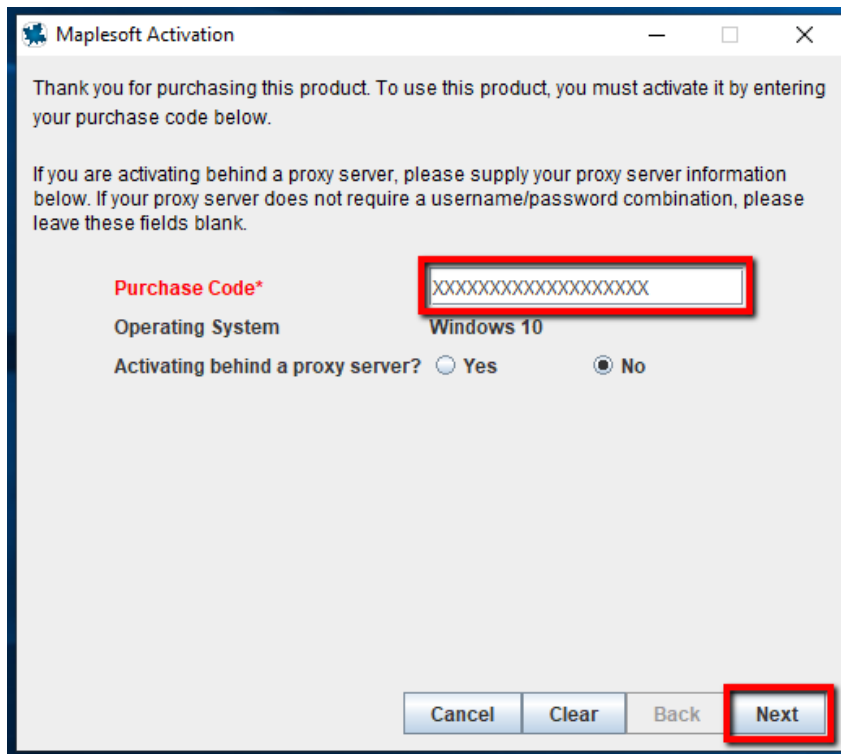 Maplesoft Activation
Thank you for purchasing this product. To use this product, you must activate it by entering
your purchase code below.
If you are activating behind a proxy server, please supply your proxy server information
below. If your proxy server does not require a username/password combination, please
leave these fields blank.
Purchase Code* XXXXXXXXXXXXXXXXXXX
Operating System Windows 10
Activating behind a proxy server? Yes No
Cancel Clear Back Next